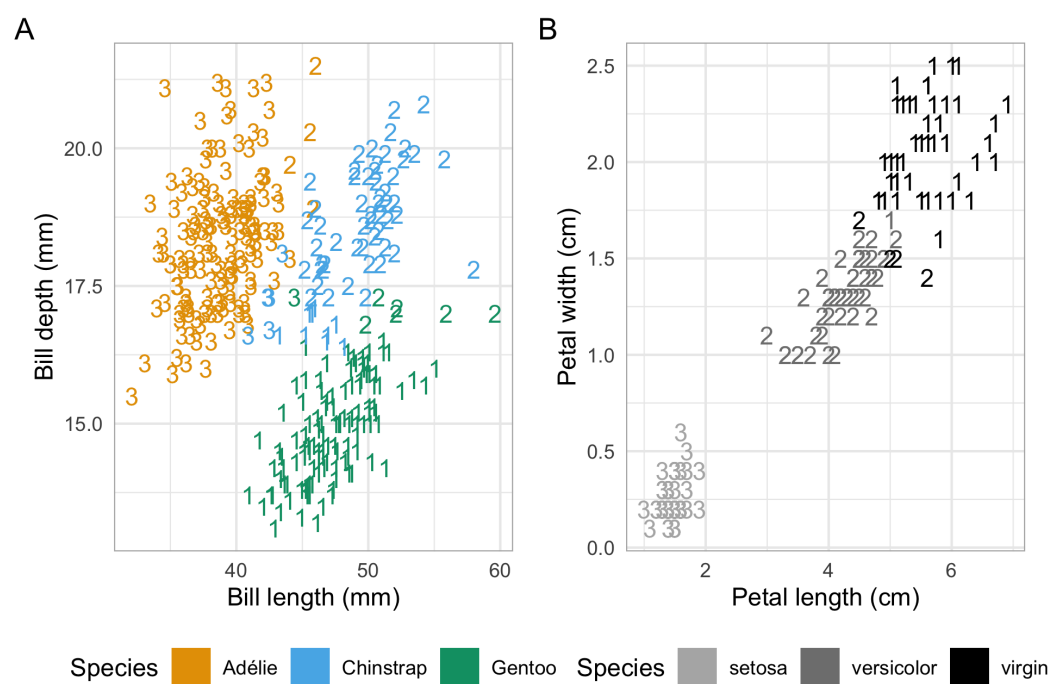 A
B
Bill depth (mm)
20.0
17.5
15.0
40
50
60
Bill length (mm)
Petal width (cm)
2.5
2.0
1.5
1.0
0.5
0.0
2
4
6
Petal length (cm)
Species
Adélie
Chinstrap
Gentoo
Species
setosa
versicolor
virgin